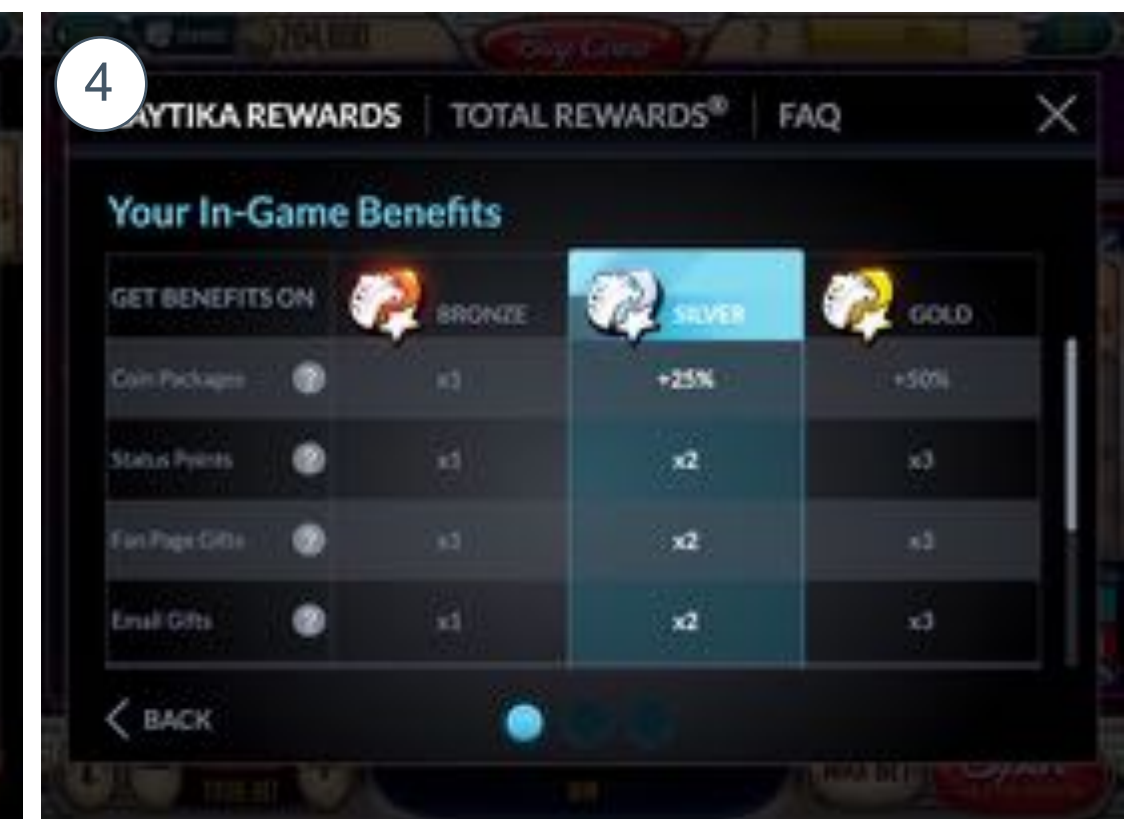 4
AYTIKA REWARDS TOTAL REWARDS® FAQ
Your In-Game Benefits
GET BENEFITS ON BRONZE SILVER GOLD
Coin Packages ? x1 +25% +50%
Status Points ? x1 x2 x3
Fan Page Gifts ? x1 x2 x3
Email Gifts ? x1 x2 x3
BACK